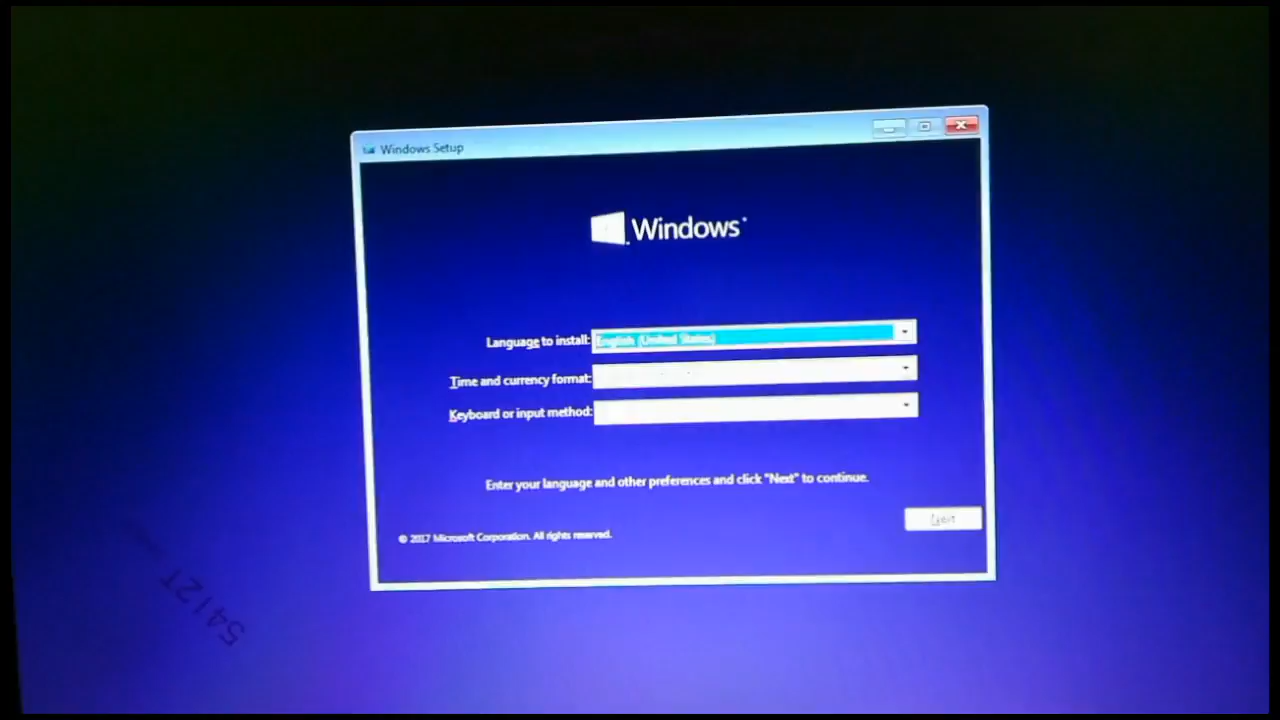 Windows Setup
Windows
Language to install: English (United States)
Time and currency format:
Keyboard or input method:
Enter your language and other preferences and click "Next" to continue.
Next
© 2017 Microsoft Corporation. All rights reserved.
5412T